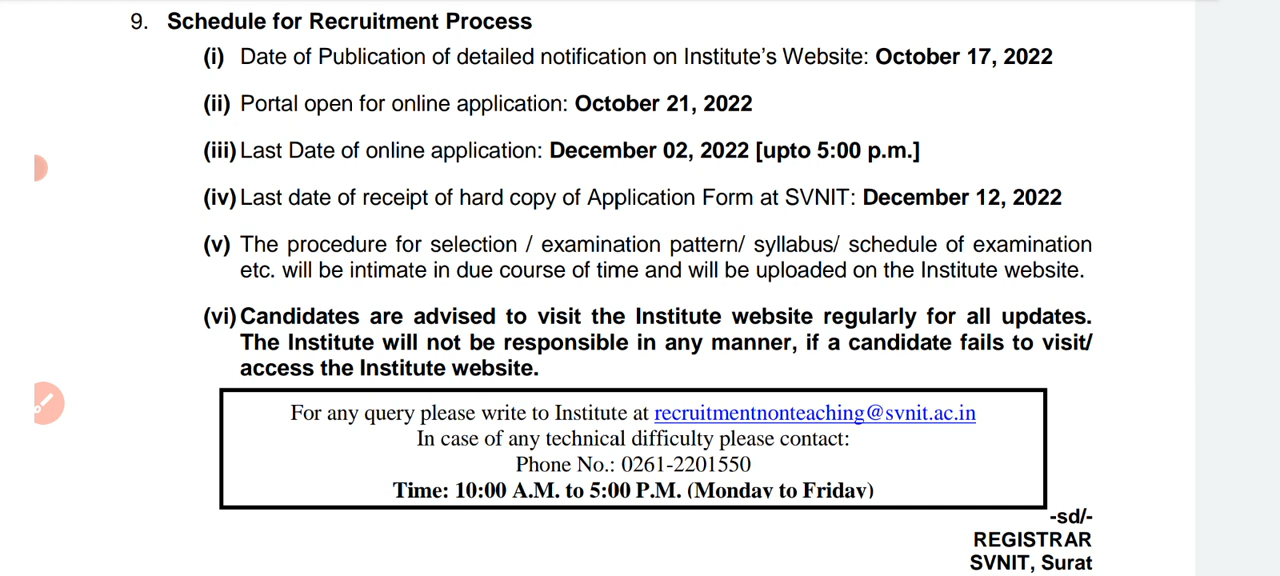 9. Schedule for Recruitment Process
(i) Date of Publication of detailed notification on Institute's Website: October 17, 2022
(ii) Portal open for online application: October 21, 2022
(iii) Last Date of online application: December 02, 2022 [upto 5:00 p.m.]
(iv) Last date of receipt of hard copy of Application Form at SVNIT: December 12, 2022
(v) The procedure for selection / examination pattern/ syllabus/ schedule of examination
etc. will be intimate in due course of time and will be uploaded on the Institute website.
(vi) Candidates are advised to visit the Institute website regularly for all updates.
The Institute will not be responsible in any manner, if a candidate fails to visit/
access the Institute website.
For any query please write to Institute at recruitmentnonteaching@svnit.ac.in
In case of any technical difficulty please contact:
Phone No.: 0261-2201550
Time: 10:00 A.M. to 5:00 P.M. (Monday to Friday)
-sd/-
REGISTRAR
SVNIT, Surat